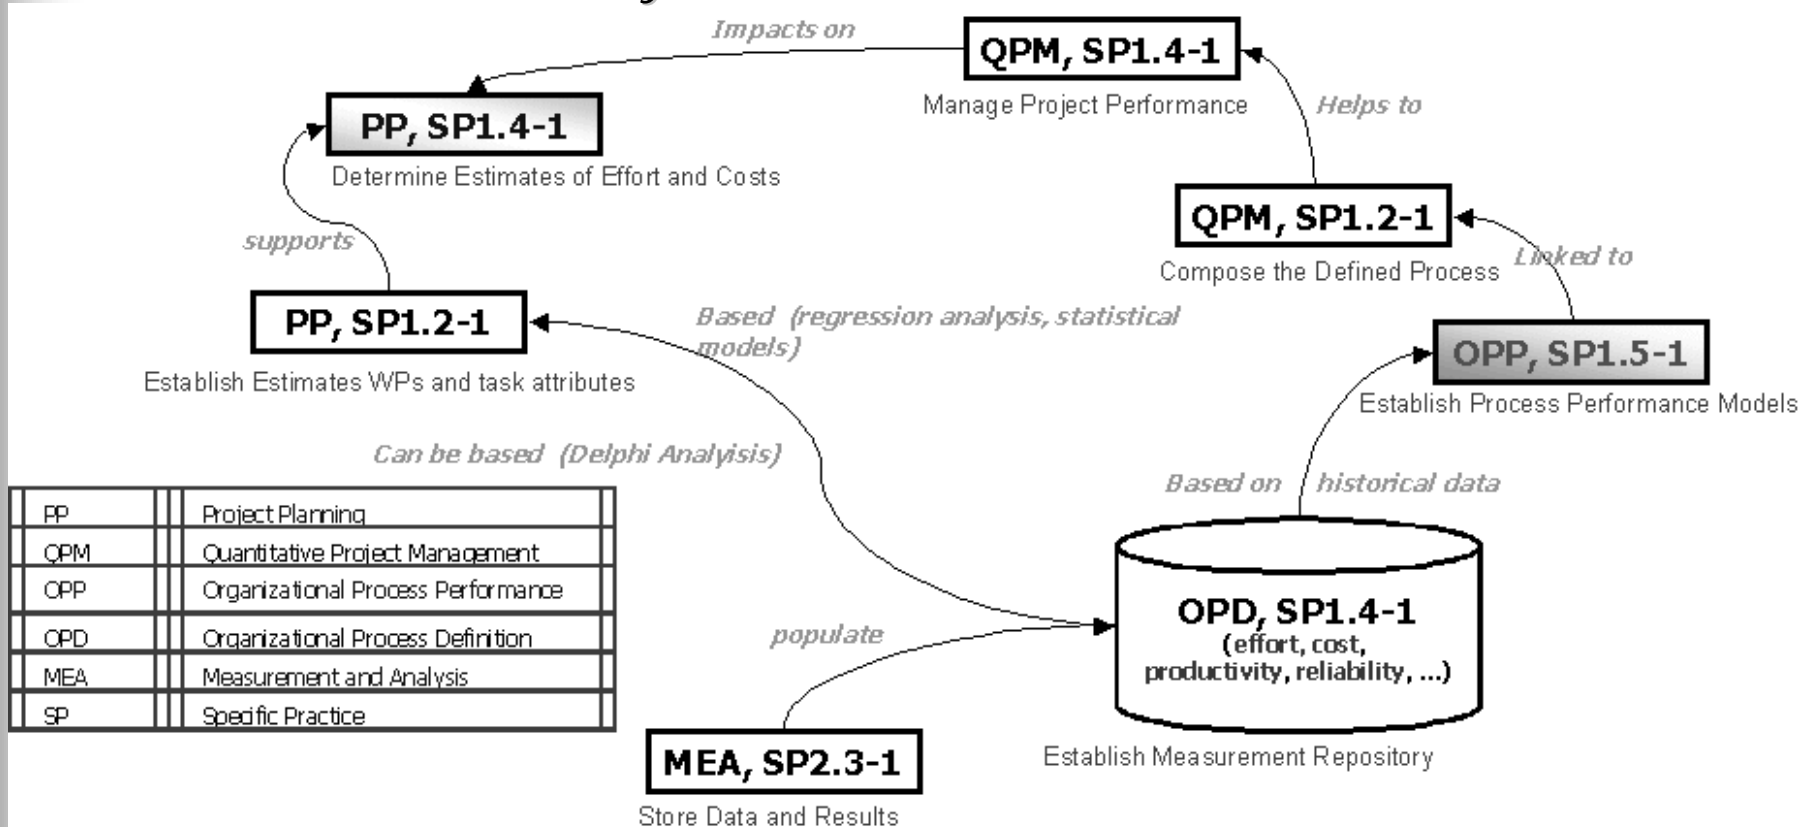 Impacts on
QPM, SP1.4-1
Manage Project Performance
Helps to
PP, SP1.4-1
Determine Estimates of Effort and Costs
QPM, SP1.2-1
Compose the Defined Process
Linked to
supports
PP, SP1.2-1
Establish Estimates WPs and task attributes
Based (regression analysis, statistical
models)
OPP, SP1.5-1
Establish Process Performance Models
Can be based (Delphi Analyisis)
Based on historical data
PP Project Planning
QPM Quantitative Project Management
OPP Organizational Process Performance
OPD Organizational Process Definition
MEA Measurement and Analysis
SP Specific Practice
populate
OPD, SP1.4-1
(effort, cost,
productivity, reliability, ...)
Establish Measurement Repository
MEA, SP2.3-1
Store Data and Results